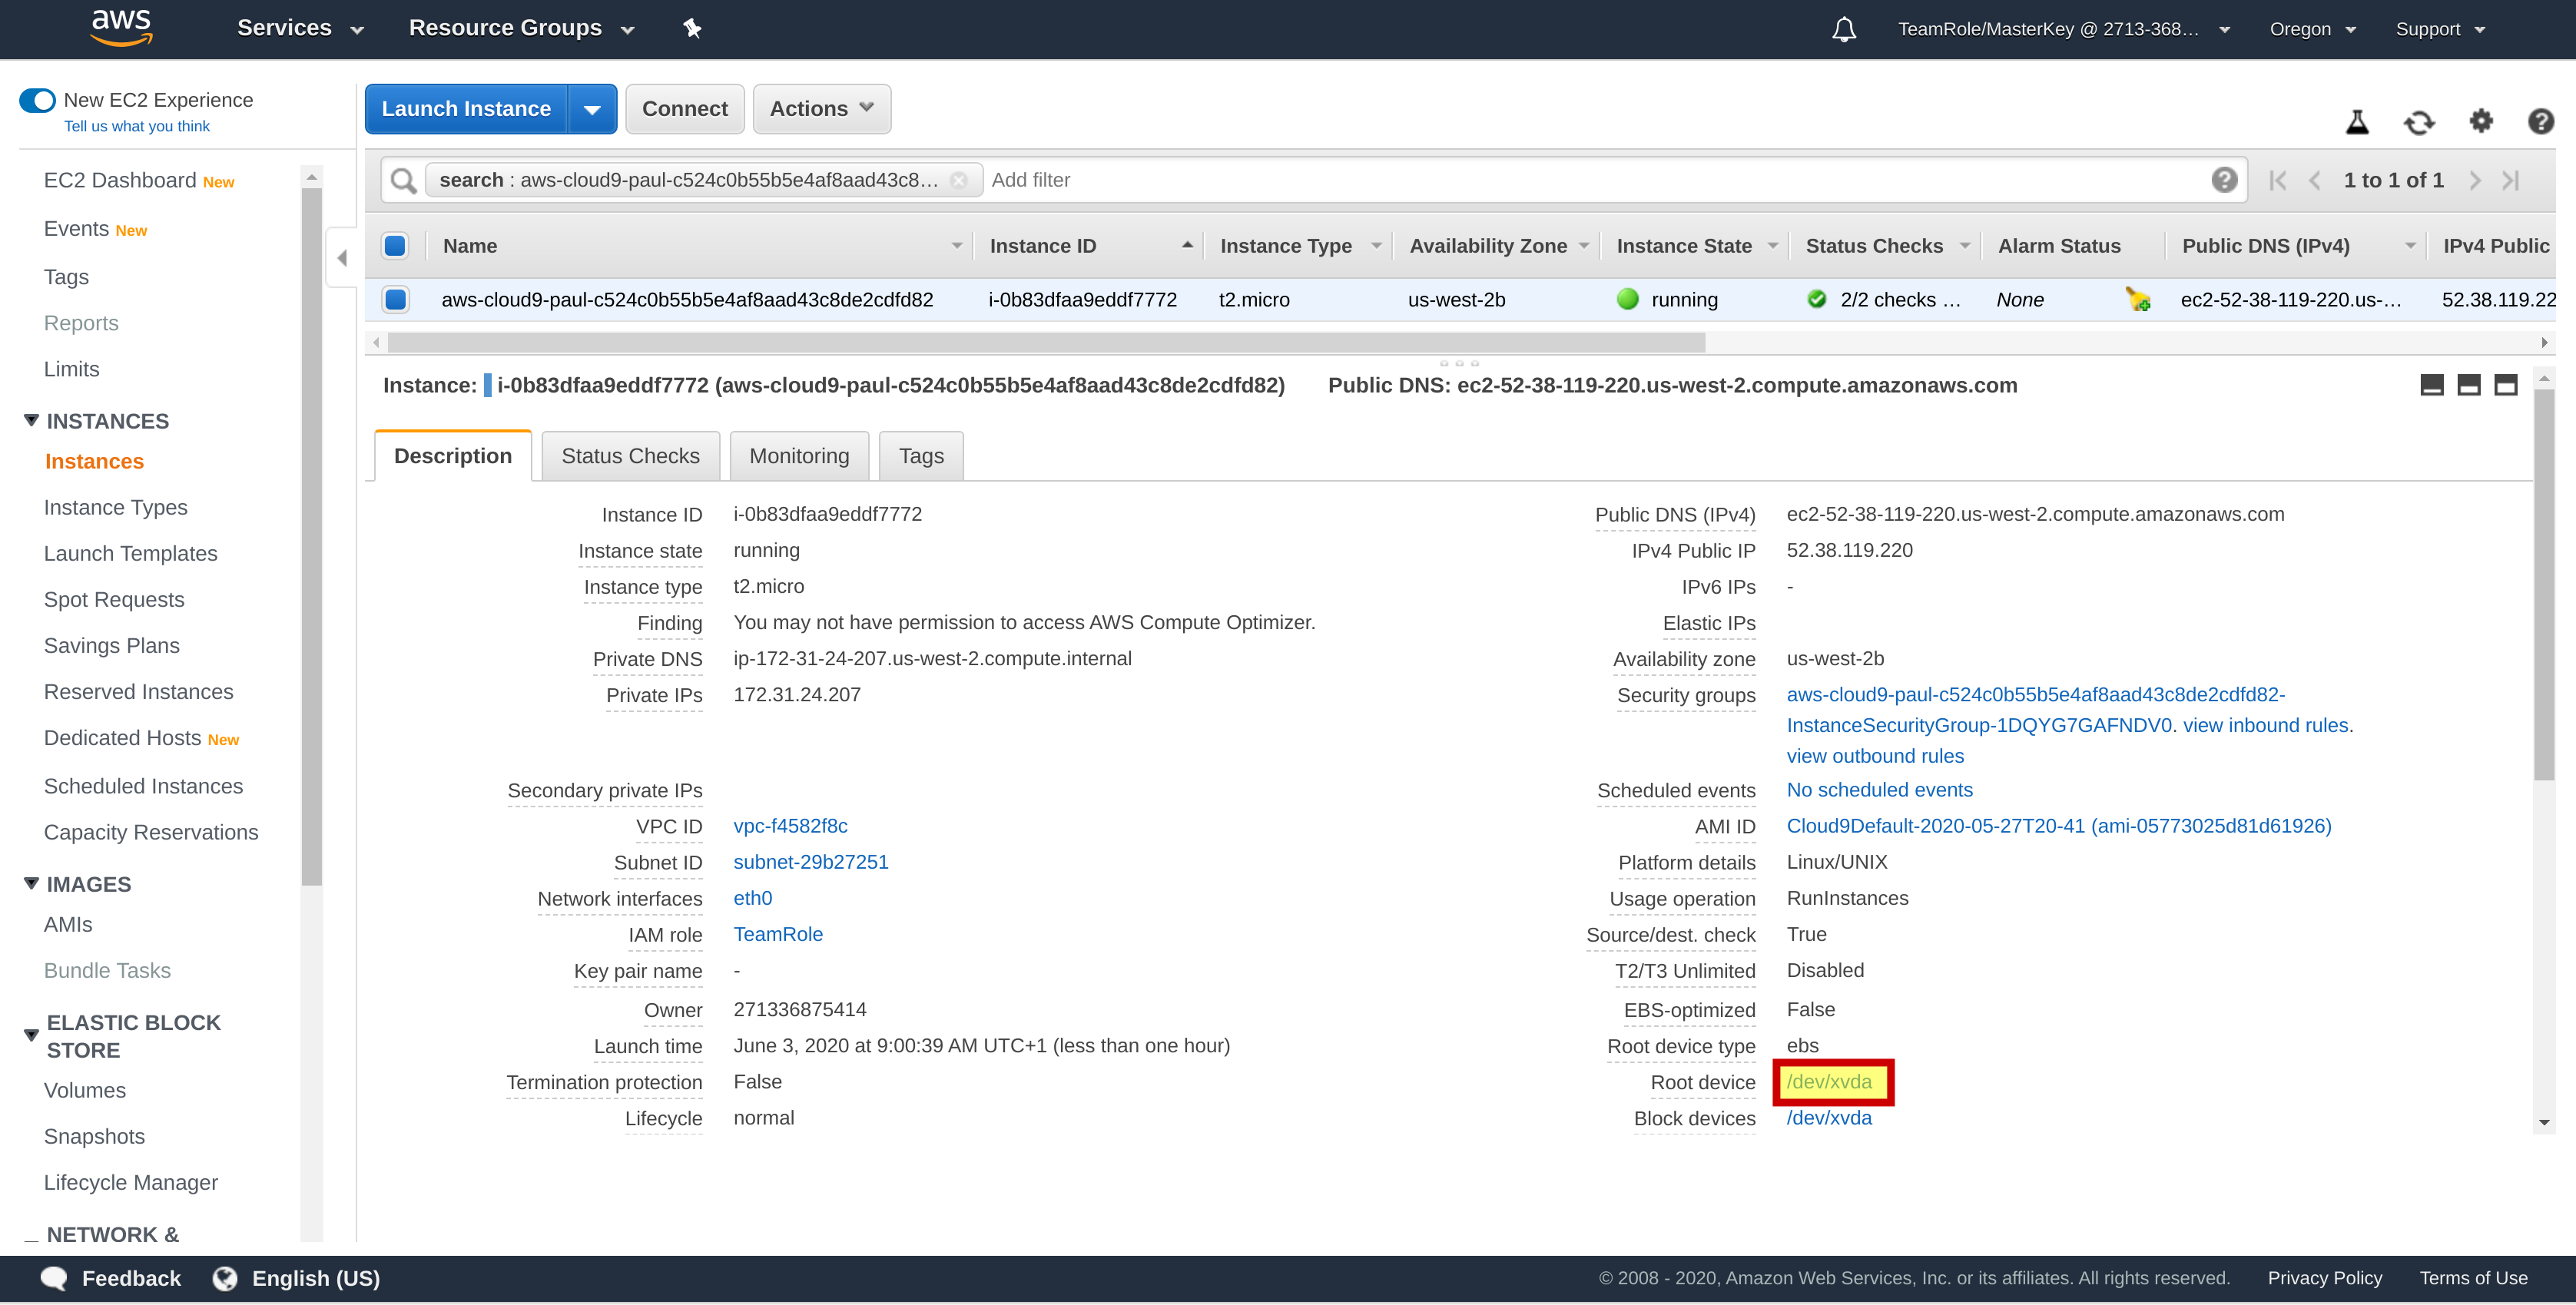 aws
Services
Resource Groups
TeamRole/MasterKey @ 2713-368...
Oregon
Support
New EC2 Experience
Tell us what you think
EC2 Dashboard New
Events New
Tags
Reports
Limits
INSTANCES
Instances
Instance Types
Launch Templates
Spot Requests
Savings Plans
Reserved Instances
Dedicated Hosts New
Scheduled Instances
Capacity Reservations
IMAGES
AMIs
Bundle Tasks
ELASTIC BLOCK
STORE
Volumes
Snapshots
Lifecycle Manager
NETWORK &
Launch Instance
Connect
Actions
search : aws-cloud9-paul-c524c0b55b5e4af8aad43c8... Add filter
1 to 1 of 1
Name Instance ID Instance Type Availability Zone Instance State Status Checks Alarm Status Public DNS (IPv4) IPv4 Public
aws-cloud9-paul-c524c0b55b5e4af8aad43c8de2cdfd82 i-0b83dfaa9eddf7772 t2.micro us-west-2b running 2/2 checks ... None ec2-52-38-119-220.us-... 52.38.119.22
Instance: i-0b83dfaa9eddf7772 (aws-cloud9-paul-c524c0b55b5e4af8aad43c8de2cdfd82) Public DNS: ec2-52-38-119-220.us-west-2.compute.amazonaws.com
Description Status Checks Monitoring Tags
Instance ID i-0b83dfaa9eddf7772
Instance state running
Instance type t2.micro
Finding You may not have permission to access AWS Compute Optimizer.
Private DNS ip-172-31-24-207.us-west-2.compute.internal
Private IPs 172.31.24.207
Secondary private IPs
VPC ID vpc-f4582f8c
Subnet ID subnet-29b27251
Network interfaces eth0
IAM role TeamRole
Key pair name -
Owner 271336875414
Launch time June 3, 2020 at 9:00:39 AM UTC+1 (less than one hour)
Termination protection False
Lifecycle normal
Public DNS (IPv4) ec2-52-38-119-220.us-west-2.compute.amazonaws.com
IPv4 Public IP 52.38.119.220
IPv6 IPs -
Elastic IPs
Availability zone us-west-2b
Security groups aws-cloud9-paul-c524c0b55b5e4af8aad43c8de2cdfd82-
InstanceSecurityGroup-1DQYG7GAFNDV0. view inbound rules.
view outbound rules
Scheduled events No scheduled events
AMI ID Cloud9Default-2020-05-27T20-41 (ami-05773025d81d61926)
Platform details Linux/UNIX
Usage operation RunInstances
Source/dest. check True
T2/T3 Unlimited Disabled
EBS-optimized False
Root device type ebs
Root device /dev/xvda
Block devices /dev/xvda
Feedback English (US)
© 2008 - 2020, Amazon Web Services, Inc. or its affiliates. All rights reserved. Privacy Policy Terms of Use